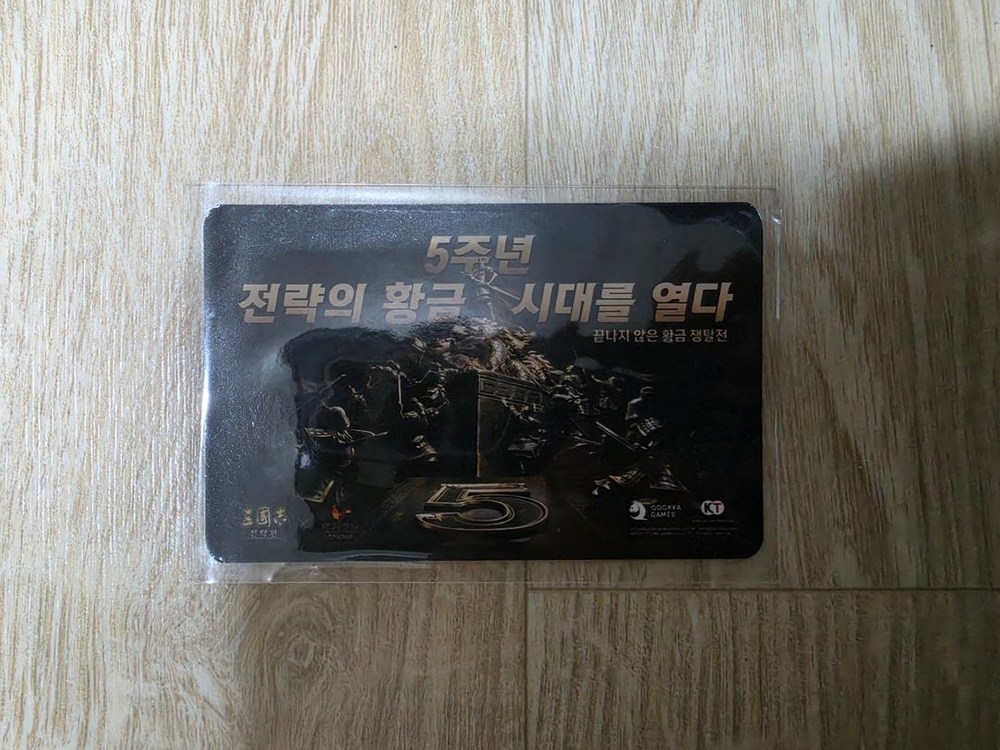 5주년
전략의 황금 시대를 열다
끝나지 않은 황금 쟁탈전
5
三國志
전략판
QOOKKA
GAMES
KT